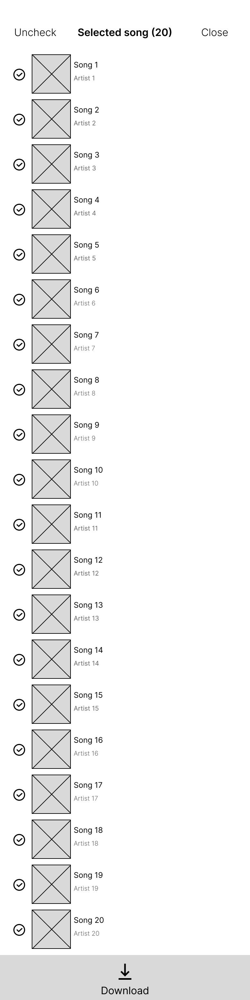 Uncheck Selected song (20) Close
Song 1
Artist 1
Song 2
Artist 2
Song 3
Artist 3
Song 4
Artist 4
Song 5
Artist 5
Song 6
Artist 6
Song 7
Artist 7
Song 8
Artist 8
Song 9
Artist 9
Song 10
Artist 10
Song 11
Artist 11
Song 12
Artist 12
Song 13
Artist 13
Song 14
Artist 14
Song 15
Artist 15
Song 16
Artist 16
Song 17
Artist 17
Song 18
Artist 18
Song 19
Artist 19
Song 20
Artist 20
Download